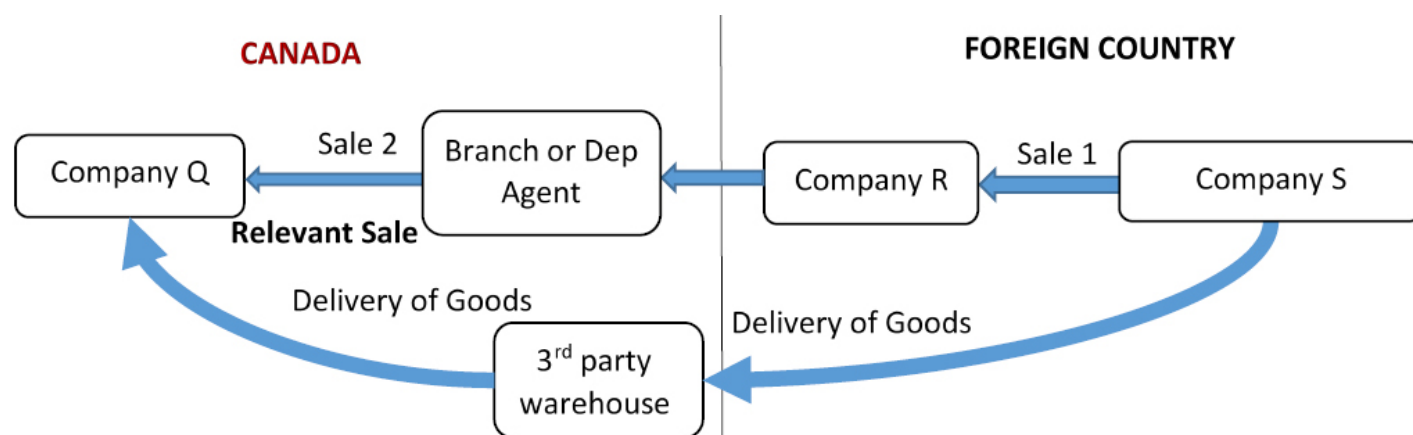 CANADA
FOREIGN COUNTRY
Company Q
Sale 2
Branch or Dep
Agent
Company R
Sale 1
Company S
Relevant Sale
Delivery of Goods
Delivery of Goods
3rd party
warehouse